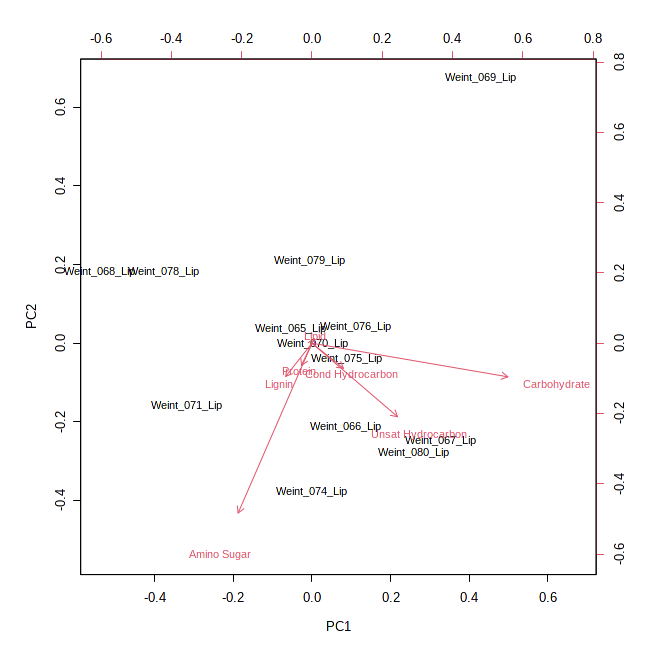 -0.6 -0.4 -0.2 0.0 0.2 0.4 0.6 0.8
Weint_069_Lip
Weint_079_Lip
Weint_068_Lip Weint_078_Lip
Weint_065_Lip Weint_076_Lip
Weint_070_Lip
Weint_075_Lip
Protein Cond Hydrocarbon
Lignin Carbohydrate
Weint_071_Lip
Weint_066_Lip
Unsat Hydrocarbon
Weint_067_Lip
Weint_080_Lip
Weint_074_Lip
Amino Sugar
0.6
0.4
0.2
0.0
-0.2
-0.4
PC2
0.8
0.6
0.4
0.2
0.0
-0.2
-0.4
-0.6
-0.4 -0.2 0.0 0.2 0.4 0.6
PC1